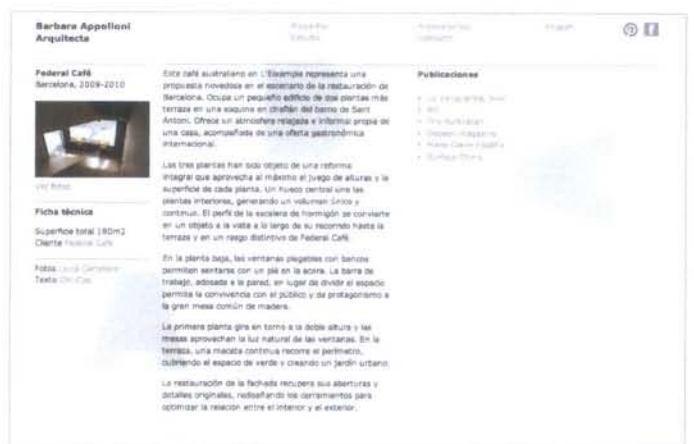 Barbara Appolloni
Arquitecta
English
Federal Café
Barcelona, 2009-2010
Ver fotos
Ficha técnica
Superficie total 180m2
Cliente Federal Café
Fotos
Texto
Este café australiano en L'Eixample representa una
propuesta novedosa en el escenario de la restauración de
Barcelona. Ocupa un pequeño edificio de dos plantas más
terraza en una esquina en chaflán del barrio de Sant
Antoni. Ofrece un atmosfera relajada e informal propia de
una casa, acompañada de una oferta gastronómica
internacional.
Las tres plantas han sido objeto de una reforma
integral que aprovecha al máximo el juego de alturas y la
superficie de cada planta. Un hueco central une las
plantas interiores, generando un volumen único y
continuo. El perfil de la escalera de hormigón se convierte
en un objeto a la vista a lo largo de su recorrido hasta la
terraza y en un rasgo distintivo de Federal Café.
En la planta baja, las ventanas plegables con bancos
permiten sentarse con un pié en la acera. La barra de
trabajo, adosada a la pared, en lugar de dividir el espacio
permite la convivencia con el público y da protagonismo a
la gran mesa común de madera.
La primera planta gira en torno a la doble altura y las
mesas aprovechan la luz natural de las ventanas. En la
terraza, una maceta continua recorre el perímetro,
cubriendo el espacio de verde y creando un jardín urbano.
La restauración de la fachada recupera sus aberturas y
detalles originales, rediseñando los cerramientos para
optimizar la relación entre el interior y el exterior.
Publicaciones